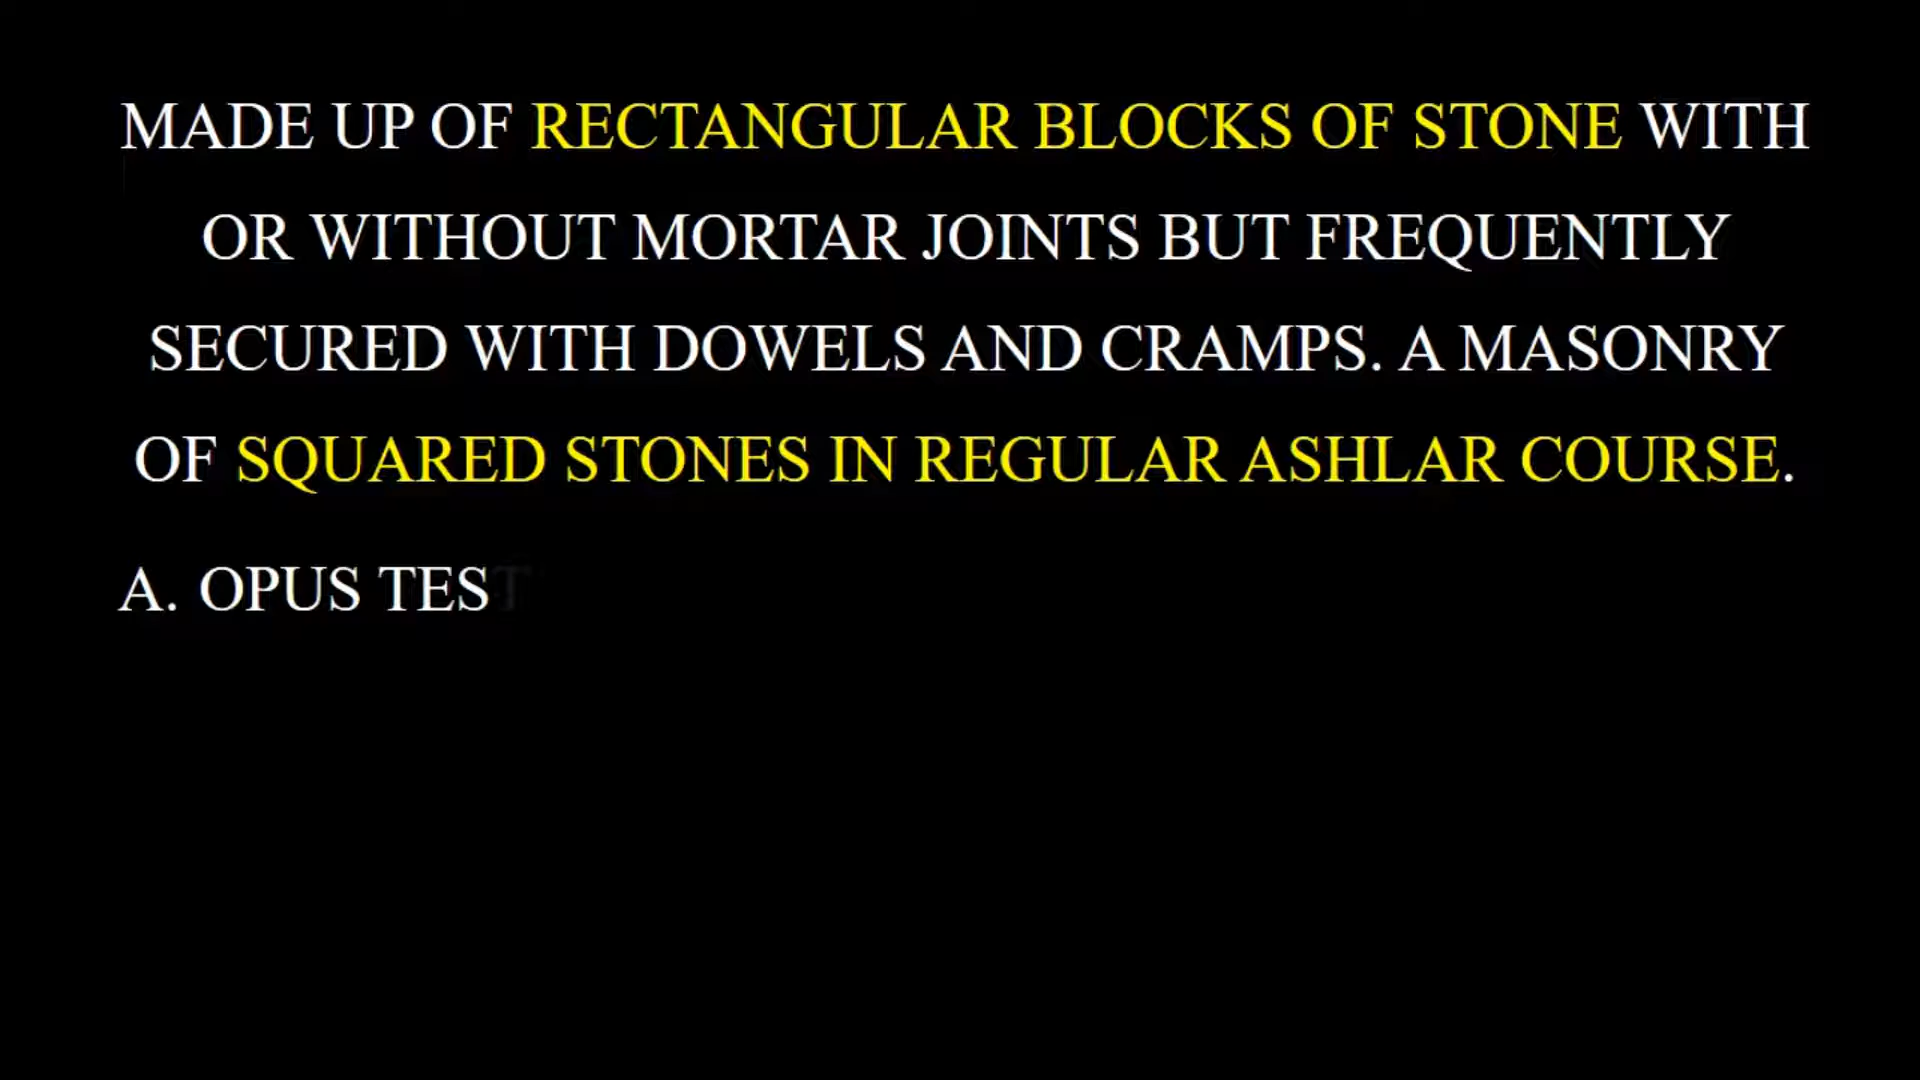 MADE UP OF RECTANGULAR BLOCKS OF STONE WITH
OR WITHOUT MORTAR JOINTS BUT FREQUENTLY
SECURED WITH DOWELS AND CRAMPS. A MASONRY
OF SQUARED STONES IN REGULAR ASHLAR COURSE.
A. OPUS TEST